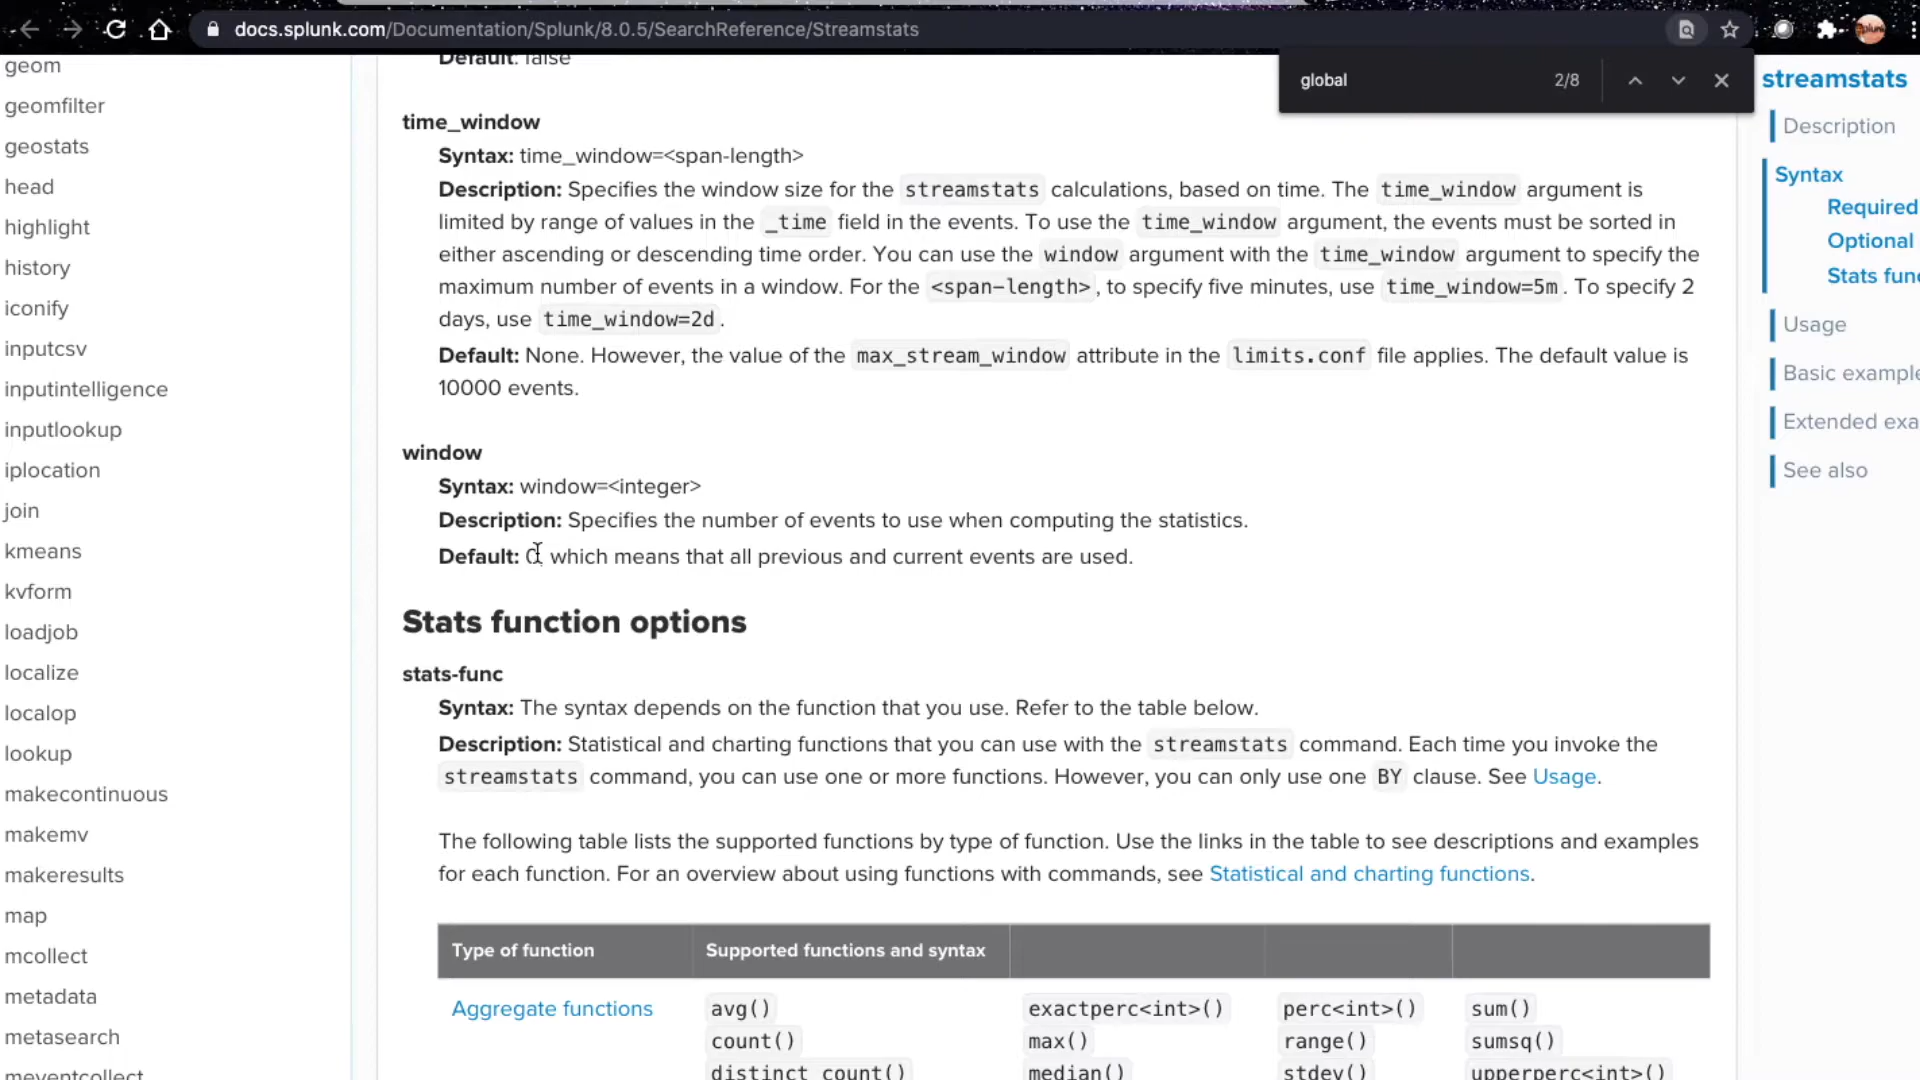 docs.splunk.com/Documentation/Splunk/8.0.5/SearchReference/Streamstats
global 2/8
geom
geomfilter
geostats
head
highlight
history
iconify
inputcsv
inputintelligence
inputlookup
iplocation
join
kmeans
kvform
loadjob
localize
localop
lookup
makecontinuous
makemv
makeresults
map
mcollect
metadata
metasearch
meventcollect
Default: false
time_window
Syntax: time_window=<span-length>
Description: Specifies the window size for the streamstats calculations, based on time. The time_window argument is
limited by range of values in the _time field in the events. To use the time_window argument, the events must be sorted in
either ascending or descending time order. You can use the window argument with the time_window argument to specify the
maximum number of events in a window. For the <span-length>, to specify five minutes, use time_window=5m. To specify 2
days, use time_window=2d.
Default: None. However, the value of the max_stream_window attribute in the limits.conf file applies. The default value is
10000 events.
window
Syntax: window=<integer>
Description: Specifies the number of events to use when computing the statistics.
Default: 0, which means that all previous and current events are used.
Stats function options
stats-func
Syntax: The syntax depends on the function that you use. Refer to the table below.
Description: Statistical and charting functions that you can use with the streamstats command. Each time you invoke the
streamstats command, you can use one or more functions. However, you can only use one BY clause. See Usage.
The following table lists the supported functions by type of function. Use the links in the table to see descriptions and examples
for each function. For an overview about using functions with commands, see Statistical and charting functions.
Type of function Supported functions and syntax
Aggregate functions avg() exactperc<int>() perc<int>() sum()
count() max() range() sumsq()
distinct_count() median() stdev() upperperc<int>()
streamstats
Description
Syntax
Required
Optional
Stats func
Usage
Basic example
Extended exa
See also